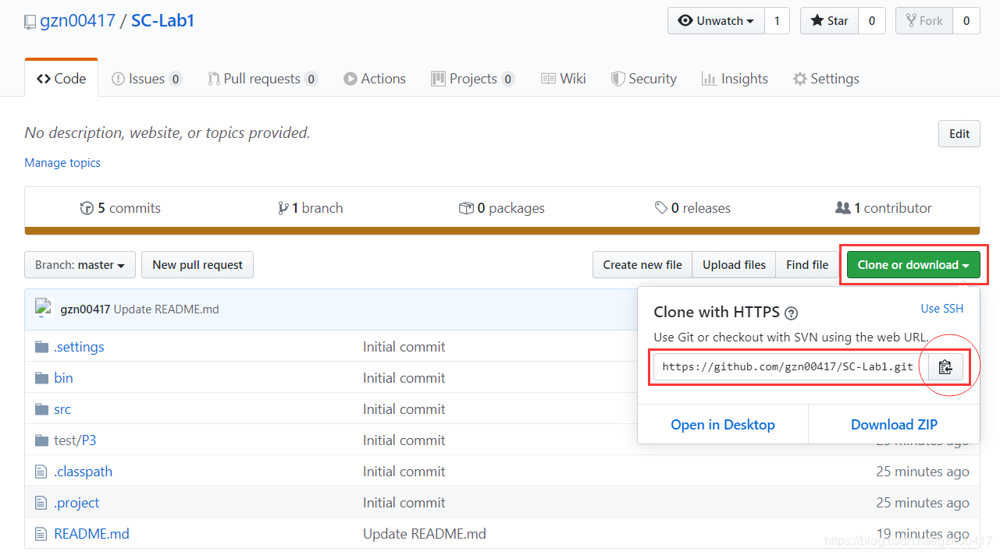 gzn00417 / SC-Lab1
Unwatch 1 Star 0 Fork 0
Code Issues 0 Pull requests 0 Actions Projects 0 Wiki Security Insights Settings
No description, website, or topics provided.
Edit
Manage topics
5 commits 1 branch 0 packages 0 releases 1 contributor
Branch: master New pull request Create new file Upload files Find file Clone or download
gzn00417 Update README.md
Clone with HTTPS ? Use SSH
Use Git or checkout with SVN using the web URL.
https://github.com/gzn00417/SC-Lab1.git
Open in Desktop Download ZIP
.settings Initial commit
bin Initial commit
src Initial commit
test/P3 Initial commit 25 minutes ago
.classpath Initial commit 25 minutes ago
.project Initial commit 25 minutes ago
README.md Update README.md 19 minutes ago
https://blog.csdn.net/gzn00417